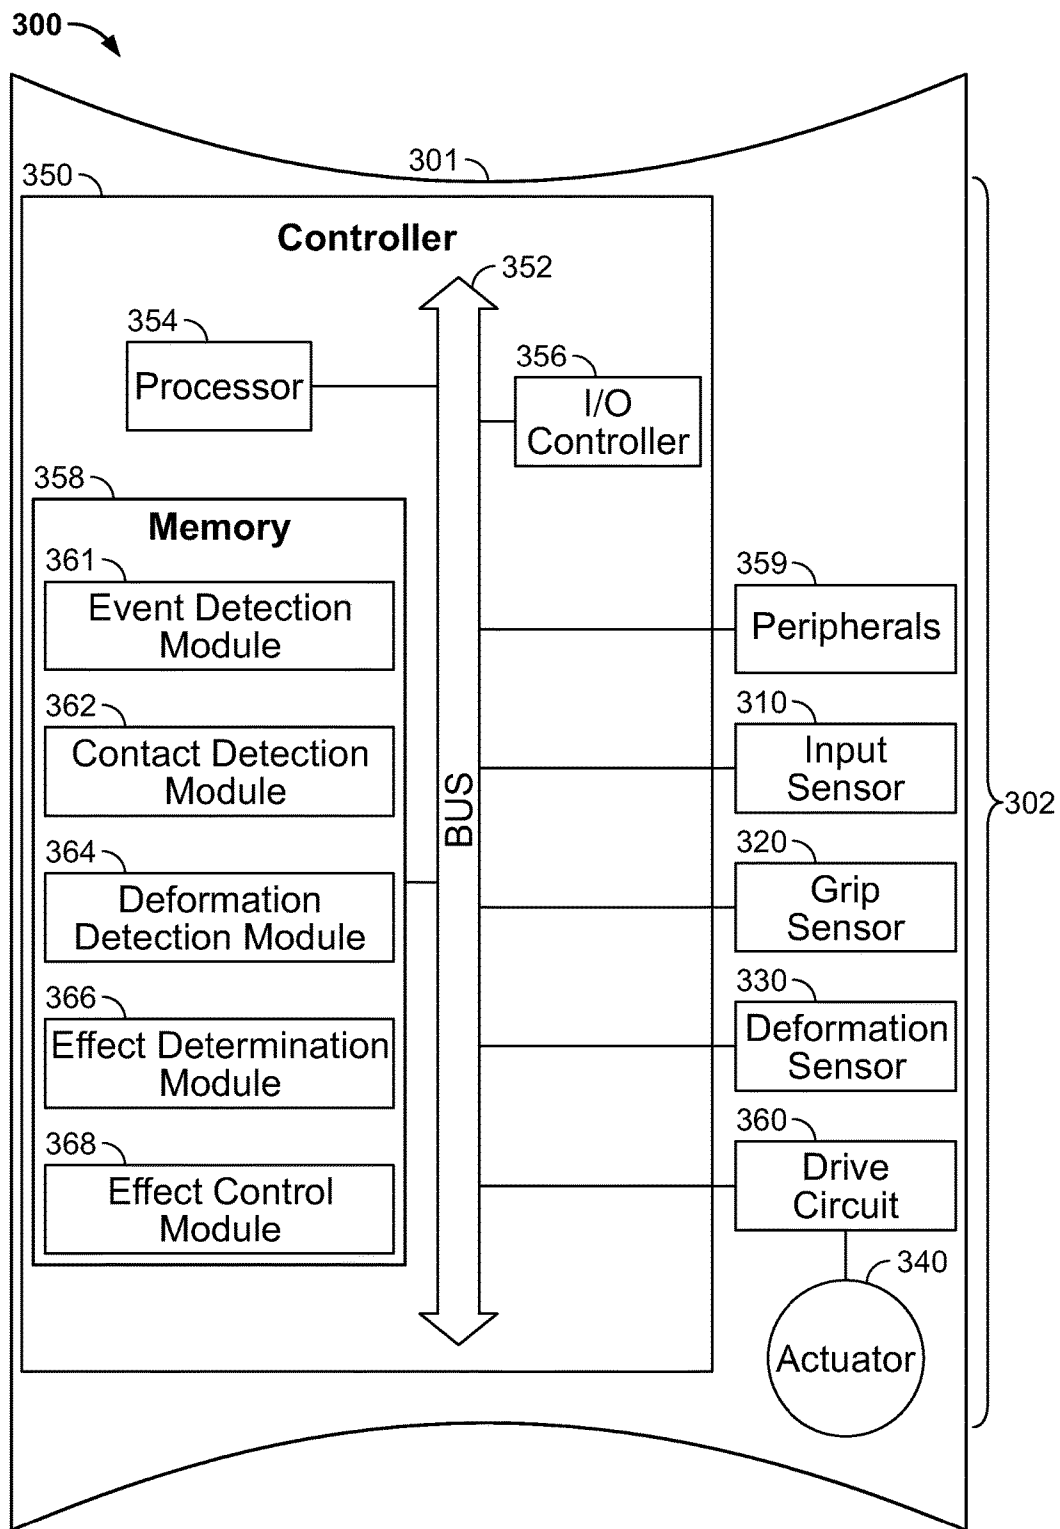 300
301
350
Controller
352
354
Processor
356
I/O
Controller
358
Memory
361
Event Detection
Module
362
Contact Detection
Module
364
Deformation
Detection Module
366
Effect Determination
Module
368
Effect Control
Module
BUS
359
Peripherals
310
Input
Sensor
320
Grip
Sensor
330
Deformation
Sensor
360
Drive
Circuit
340
Actuator
302